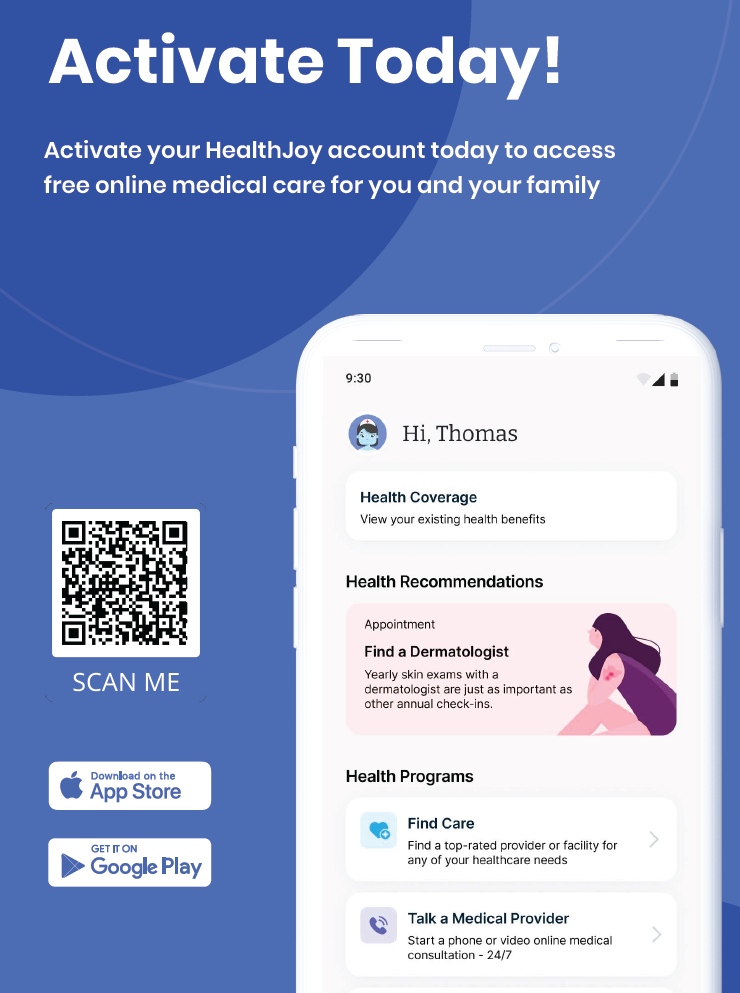 Activate Today!
Activate your HealthJoy account today to access
free online medical care for you and your family
9:30
Hi, Thomas
Health Coverage
View your existing health benefits
Health Recommendations
Appointment
Find a Dermatologist
Yearly skin exams with a
dermatologist are just as important as
other annual check-ins.
Health Programs
Find Care
Find a top-rated provider or facility for
any of your healthcare needs
Talk a Medical Provider
Start a phone or video online medical
consultation - 24/7
SCAN ME
Download on the
App Store
GET IT ON
Google Play